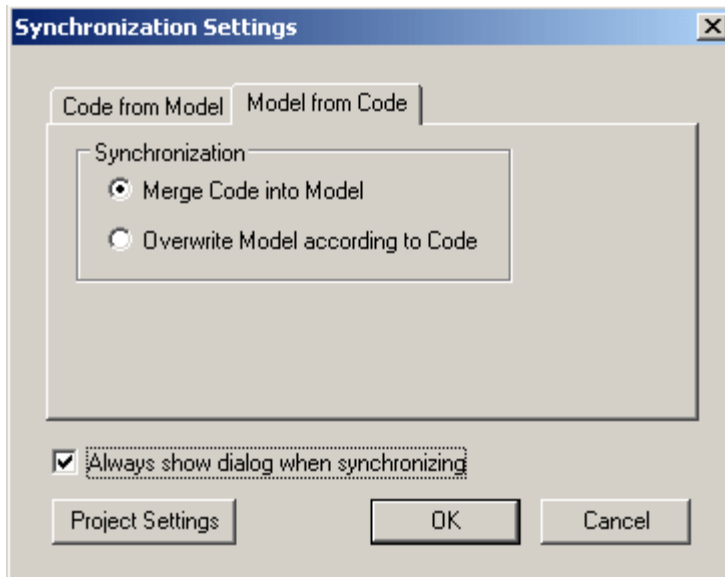 Synchronization Settings
Code from Model Model from Code
Synchronization
Merge Code into Model
Overwrite Model according to Code
Always show dialog when synchronizing
Project Settings OK Cancel